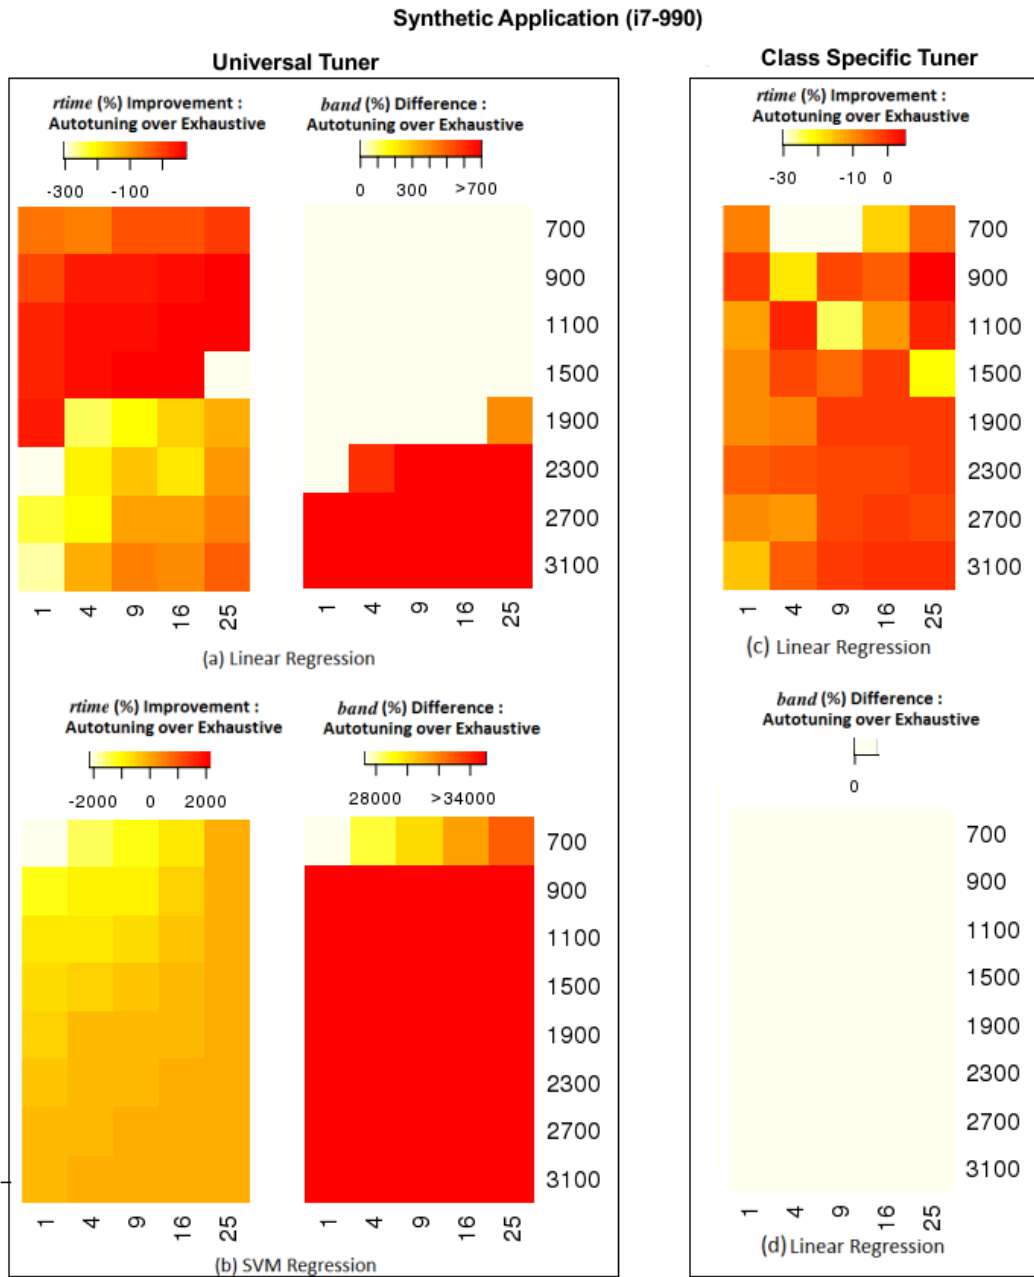 Synthetic Application (i7-990)
Universal Tuner
rtime (%) Improvement :
Autotuning over Exhaustive
-300 -100
band (%) Difference :
Autotuning over Exhaustive
0 300 >700
700
900
1100
1500
1900
2300
2700
3100
1 4 9 16 25
1 4 9 16 25
(a) Linear Regression
rtime (%) Improvement :
Autotuning over Exhaustive
-2000 0 2000
band (%) Difference :
Autotuning over Exhaustive
28000 >34000
700
900
1100
1500
1900
2300
2700
3100
1 4 9 16 25
1 4 9 16 25
(b) SVM Regression
Class Specific Tuner
rtime (%) Improvement :
Autotuning over Exhaustive
-30 -10 0
700
900
1100
1500
1900
2300
2700
3100
1 4 9 16 25
(c) Linear Regression
band (%) Difference :
Autotuning over Exhaustive
0
700
900
1100
1500
1900
2300
2700
3100
1 4 9 16 25
(d) Linear Regression